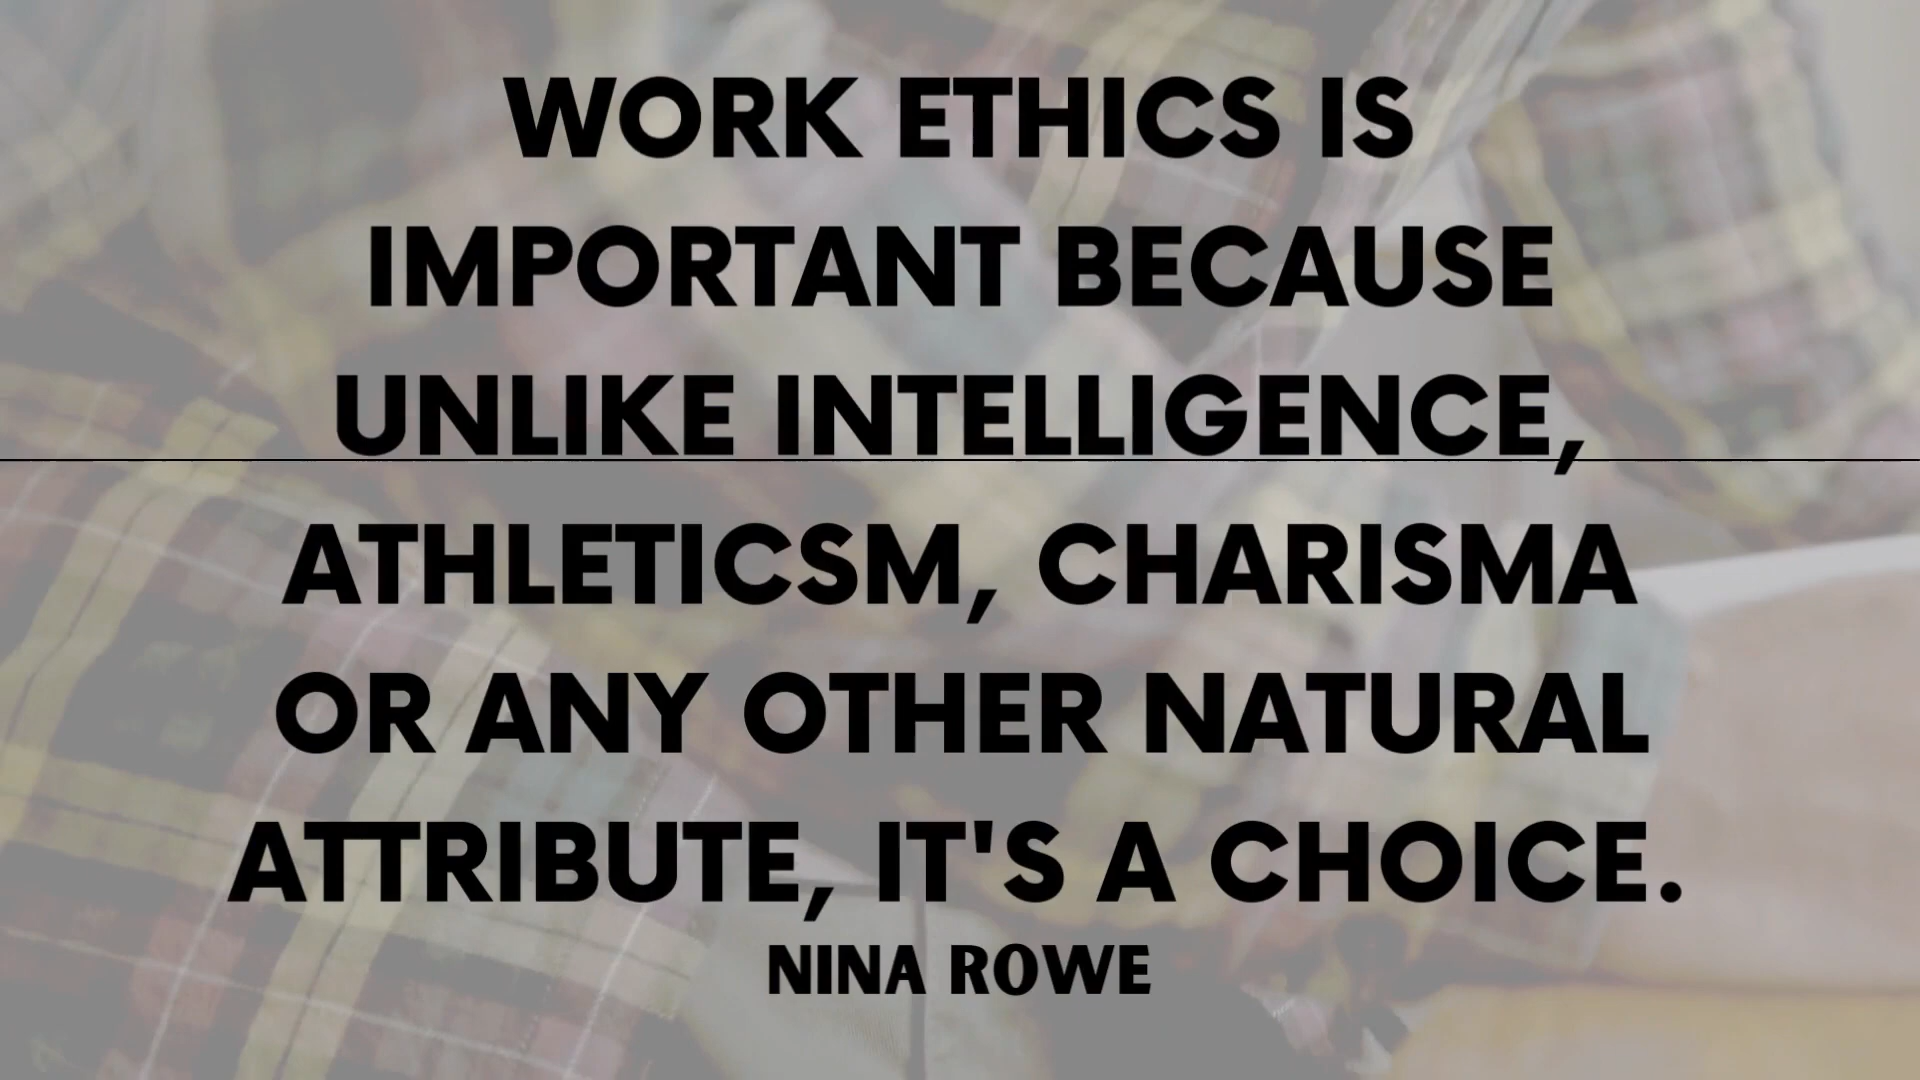 WORK ETHICS IS
IMPORTANT BECAUSE
UNLIKE INTELLIGENCE,
ATHLETICSM, CHARISMA
OR ANY OTHER NATURAL
ATTRIBUTE, IT'S A CHOICE.
NINA ROWE